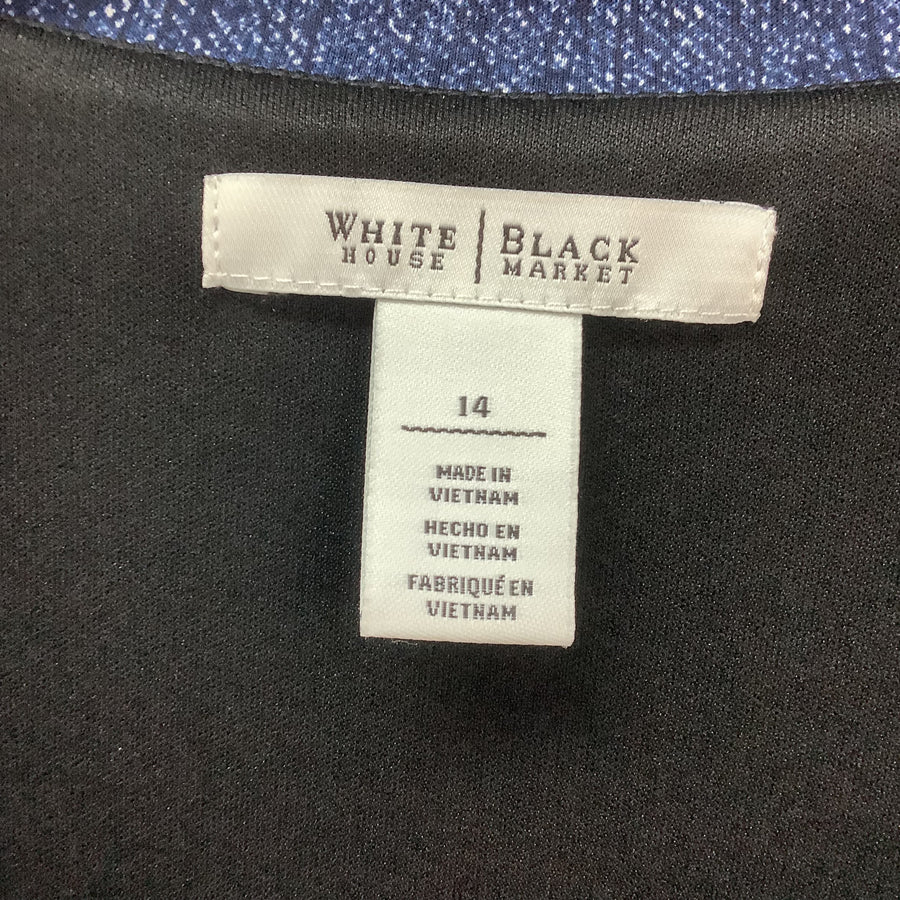 WHITE | BLACK
HOUSE | MARKET
14
MADE IN
VIETNAM
HECHO EN
VIETNAM
FABRIQUÉ EN
VIETNAM